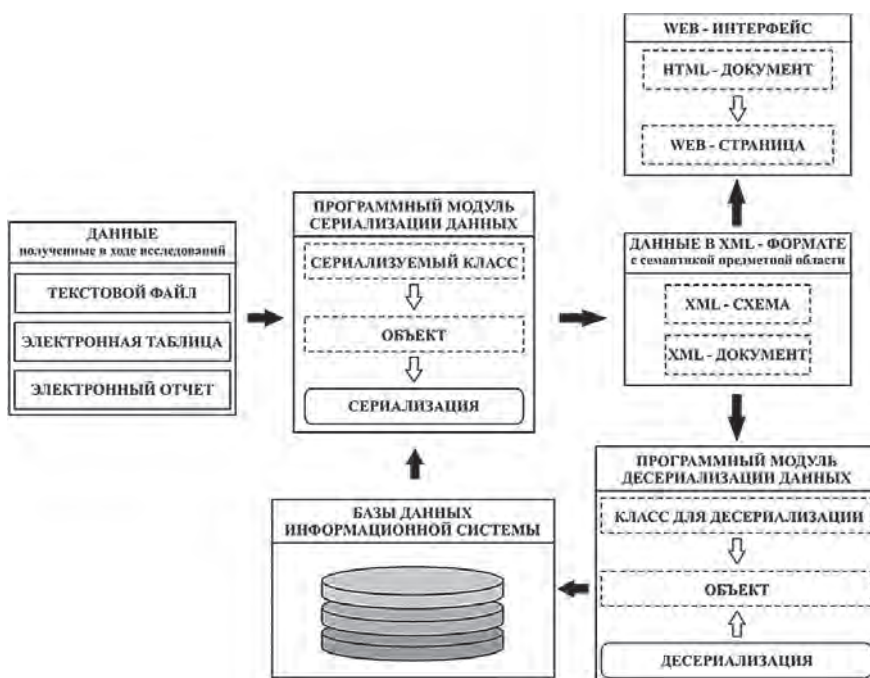 WEB - ИНТЕРФЕЙС
HTML - ДОКУМЕНТ
WEB - СТРАНИЦА
ДАННЫЕ
полученные в ходе исследований
ТЕКСТОВОЙ ФАЙЛ
ЭЛЕКТРОННАЯ ТАБЛИЦА
ЭЛЕКТРОННЫЙ ОТЧЕТ
ПРОГРАММНЫЙ МОДУЛЬ
СЕРИАЛИЗАЦИИ ДАННЫХ
СЕРИАЛИЗУЕМЫЙ КЛАСС
ОБЪЕКТ
СЕРИАЛИЗАЦИЯ
ДАННЫЕ В XML - ФОРМАТЕ
с семантикой предметной области
XML - СХЕМА
XML - ДОКУМЕНТ
ПРОГРАММНЫЙ МОДУЛЬ
ДЕСЕРИАЛИЗАЦИИ ДАННЫХ
КЛАСС ДЛЯ ДЕСЕРИАЛИЗАЦИИ
ОБЪЕКТ
ДЕСЕРИАЛИЗАЦИЯ
БАЗЫ ДАННЫХ
ИНФОРМАЦИОННОЙ СИСТЕМЫ